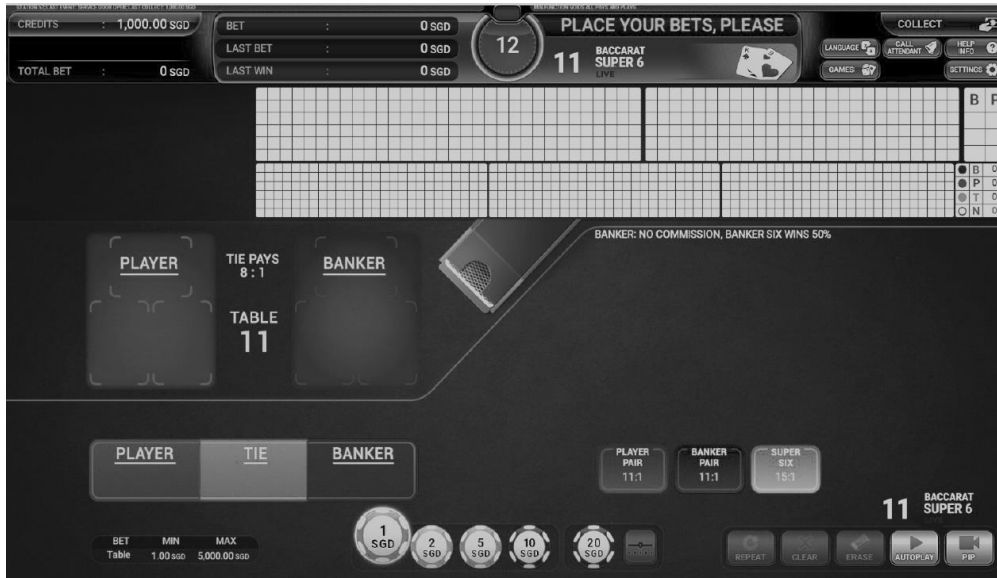 CREDITS : 1,000.00 SGD
TOTAL BET : 0 SGD
BET : 0 SGD
LAST BET : 0 SGD
LAST WIN : 0 SGD
12
PLACE YOUR BETS, PLEASE
11
BACCARAT
SUPER 6
LIVE
COLLECT
LANGUAGE
CALL
ATTENDANT
HELP
INFO
GAMES
SETTINGS
B P
B
P
T
N
BANKER: NO COMMISSION, BANKER SIX WINS 50%
PLAYER
TIE PAYS
8 : 1
BANKER
TABLE
11
PLAYER
TIE
BANKER
PLAYER
PAIR
11:1
BANKER
PAIR
11:1
SUPER
SIX
15:1
11
BACCARAT
SUPER 6
LIVE
BET MIN MAX
Table 1.00 SGD 5,000.00 SGD
1
SGD
2
SGD
5
SGD
10
SGD
20
SGD
REPEAT
CLEAR
ERASE
AUTOPLAY
PIP